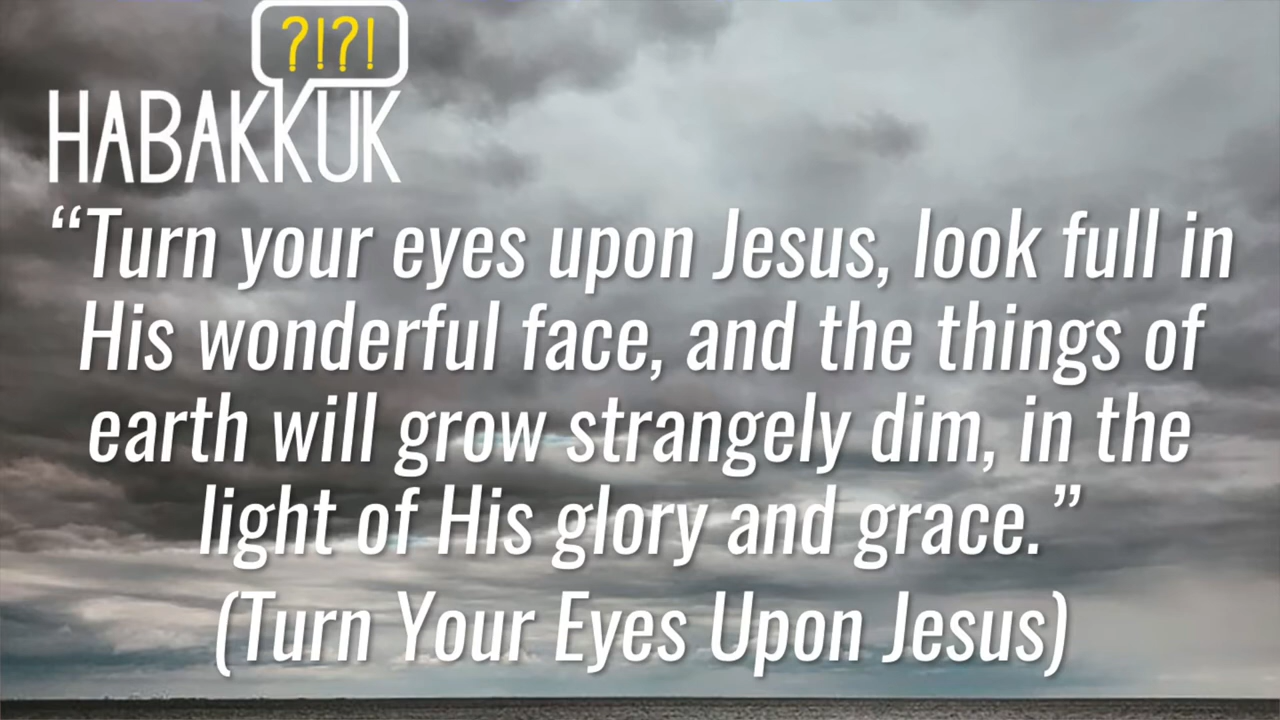 ?!?!
HABAKKUK
“Turn your eyes upon Jesus, look full in
His wonderful face, and the things of
earth will grow strangely dim, in the
light of His glory and grace.”
(Turn Your Eyes Upon Jesus)